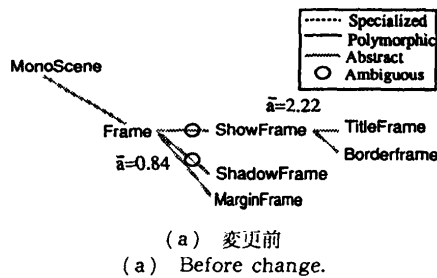 Specialized
Polymorphic
Abstract
Ambiguous
MonoScene
ā=2.22
Frame
ShowFrame
TitleFrame
Borderframe
ā=0.84
ShadowFrame
MarginFrame
(a) 変更前
(a) Before change.